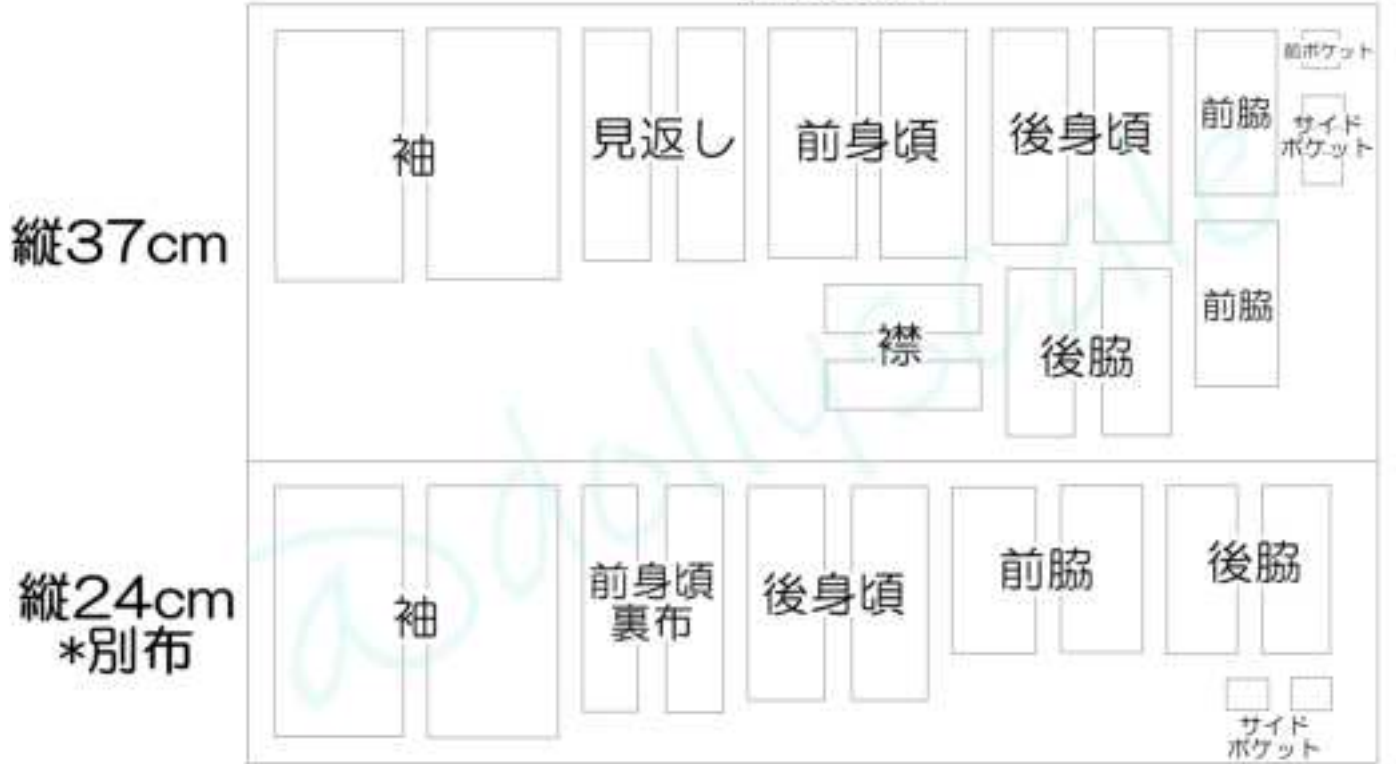 袖
見返し
前身頃
後身頃
前脇
前ポケット
サイド
ポケット
縦37cm
襟
後脇
前脇
縦24cm
*別布
袖
前身頃
裏布
後身頃
前脇
後脇
サイド
ポケット
@dollyscale